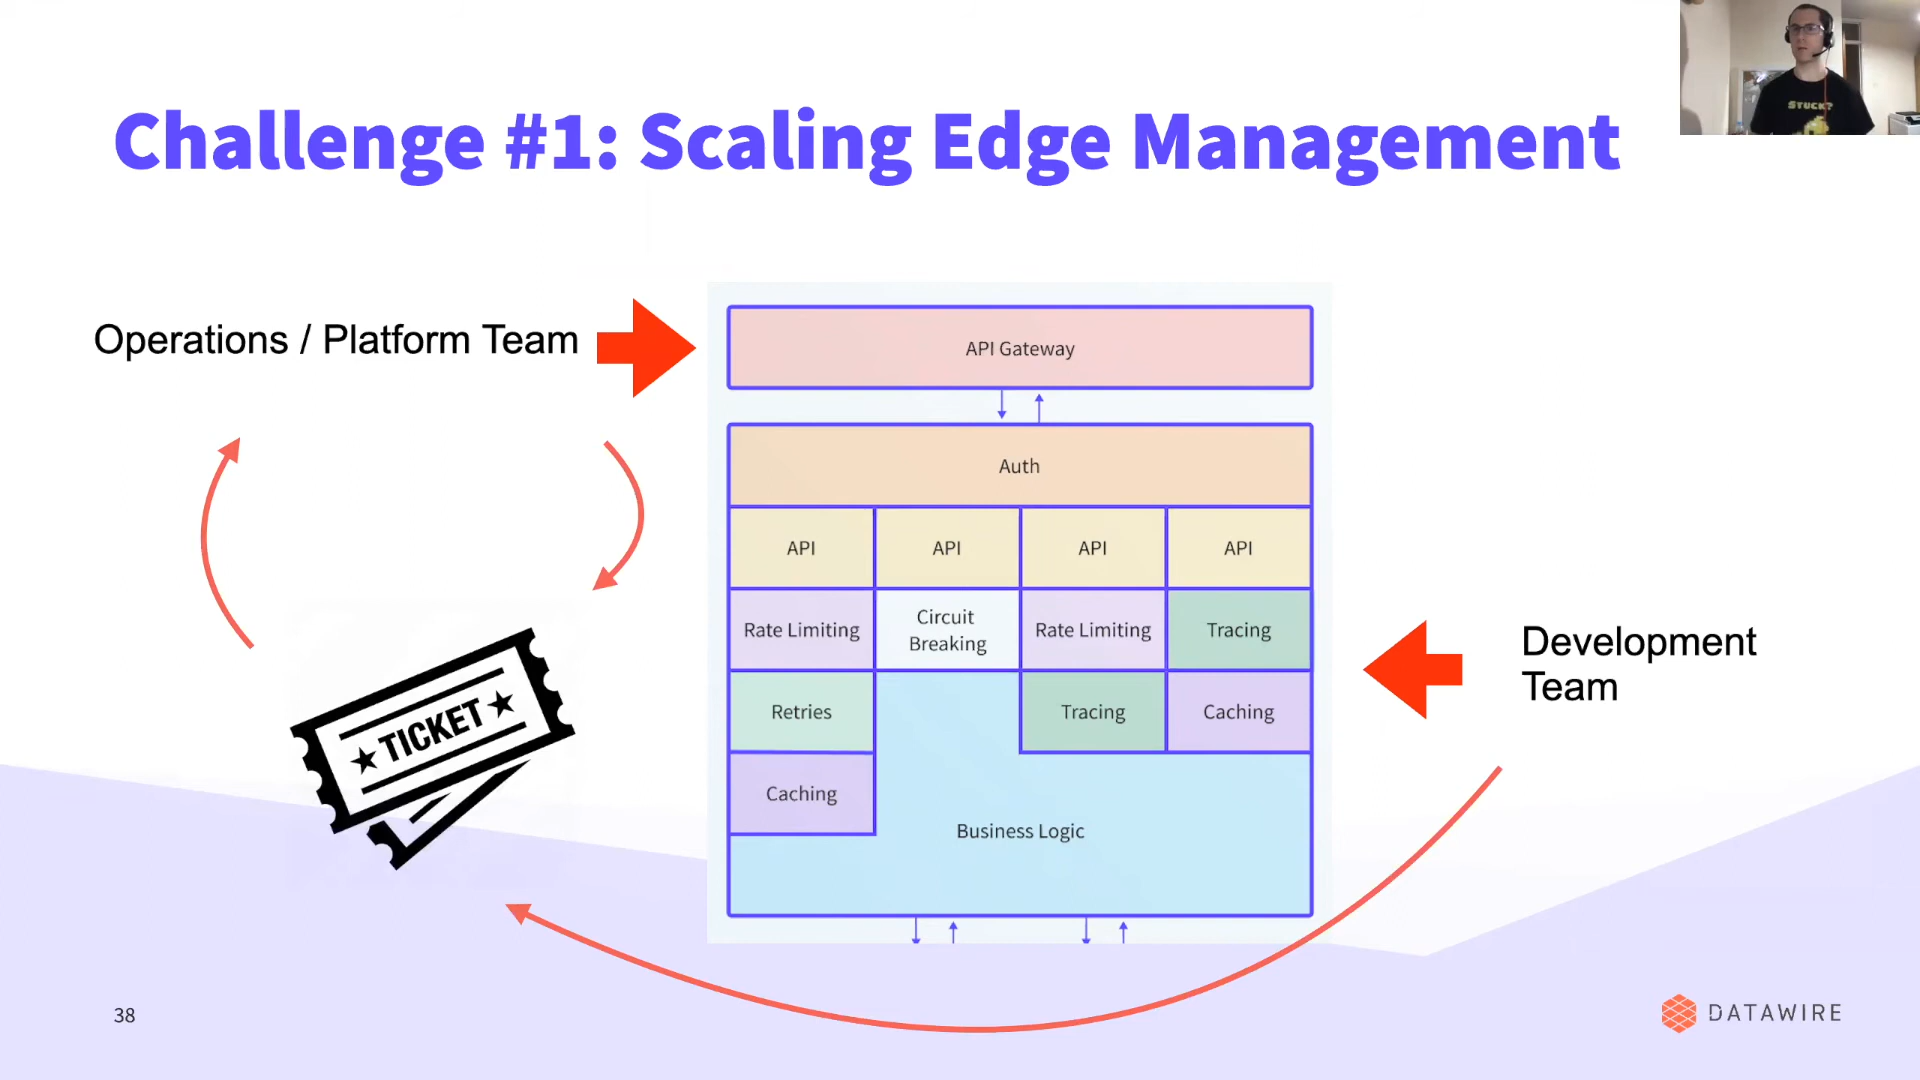 STUCK?
Challenge #1: Scaling Edge Management
Operations / Platform Team
API Gateway
Auth
API
API
API
API
Rate Limiting
Circuit
Breaking
Rate Limiting
Tracing
Retries
Tracing
Caching
Caching
Business Logic
Development
Team
★ TICKET ★
38
DATAWIRE